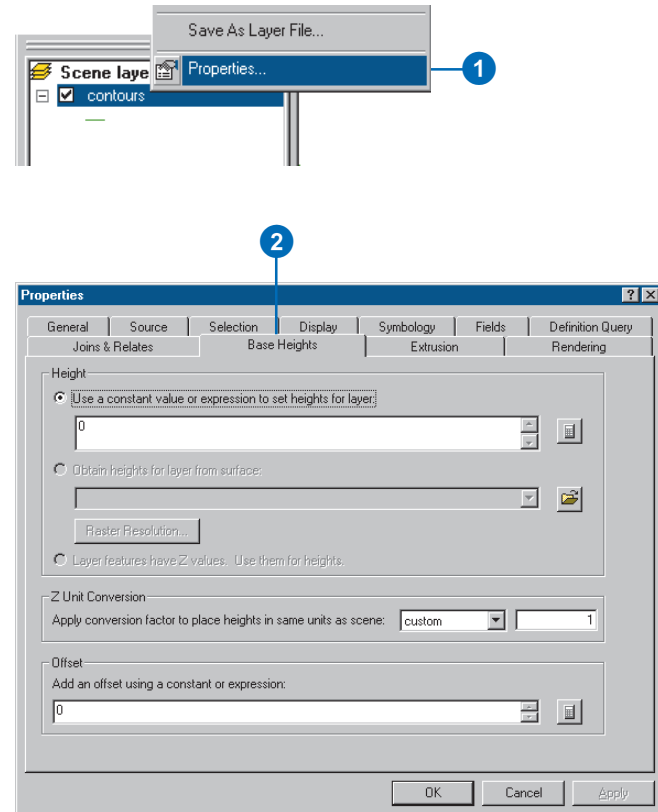 Save As Layer File...
Scene laye
Properties...
1
contours
2
Properties
General Source Selection Display Symbology Fields Definition Query
Joins & Relates Base Heights Extrusion Rendering
Height
Use a constant value or expression to set heights for layer:
0
Obtain heights for layer from surface:
Raster Resolution...
Layer features have Z values. Use them for heights.
Z Unit Conversion
Apply conversion factor to place heights in same units as scene: custom 1
Offset
Add an offset using a constant or expression:
0
OK Cancel Apply